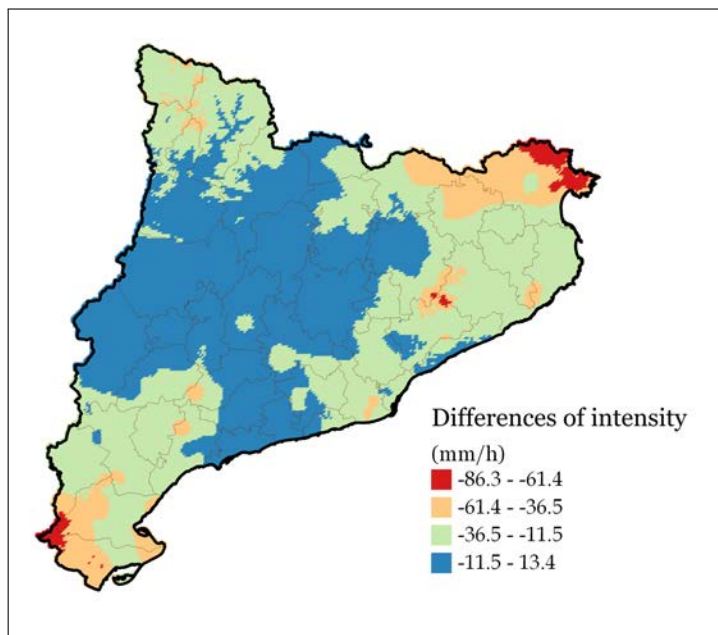 Differences of intensity
(mm/h)
-86.3 - -61.4
-61.4 - -36.5
-36.5 - -11.5
-11.5 - 13.4